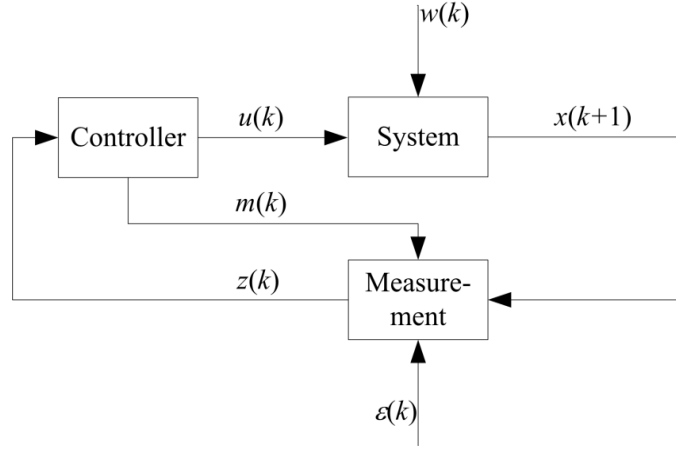 w(k)
Controller
u(k)
System
x(k+1)
m(k)
z(k)
Measure-
ment
ε(k)